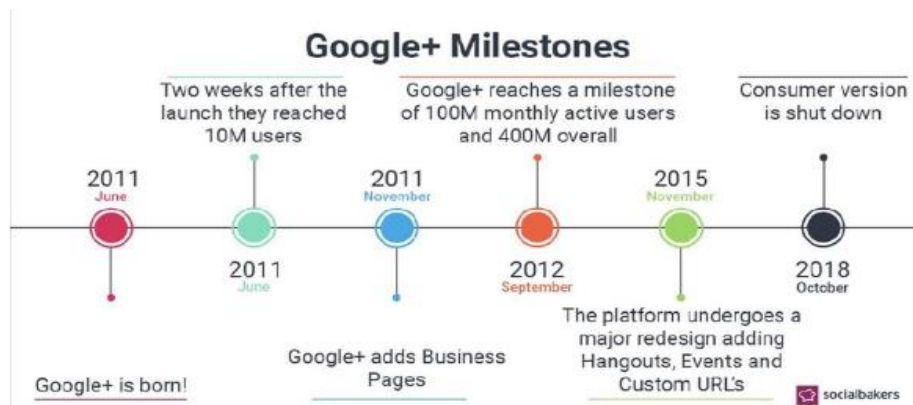 Google+ Milestones
Two weeks after the
launch they reached
10M users
Google+ reaches a milestone
of 100M monthly active users
and 400M overall
Consumer version
is shut down
2011
June
2011
November
2015
November
2011
June
2012
September
2018
October
Google+ is born!
Google+ adds Business
Pages
The platform undergoes a
major redesign adding
Hangouts, Events and
Custom URL's
socialbakers